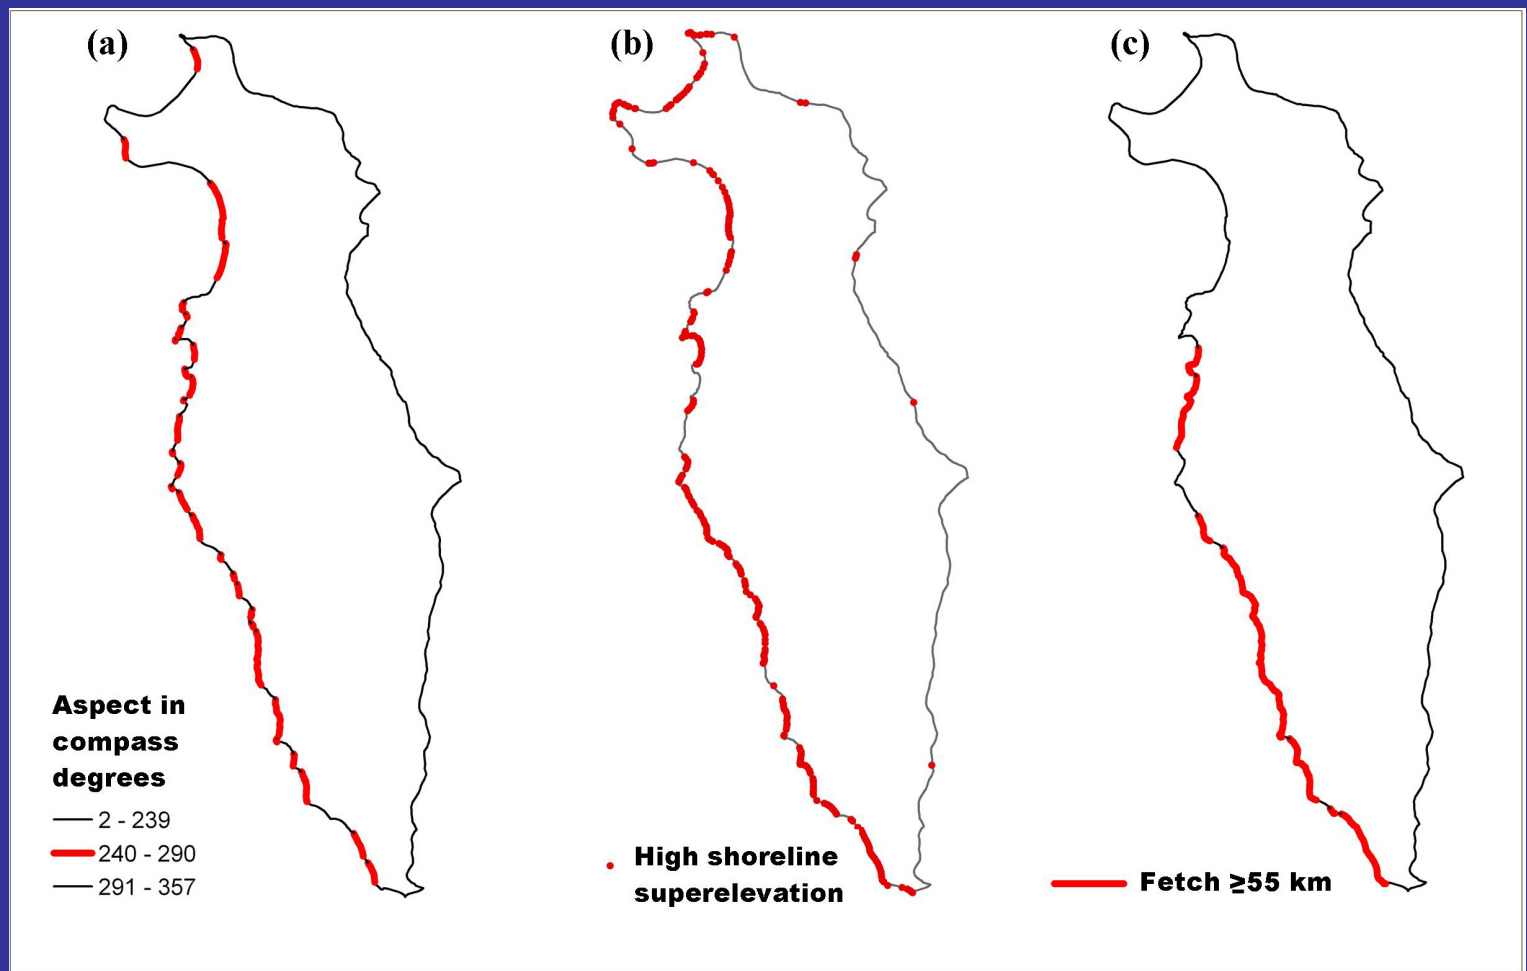 (a)
(b)
(c)
Aspect in
compass
degrees
2 - 239
240 - 290
291 - 357
High shoreline
superelevation
Fetch ≥55 km